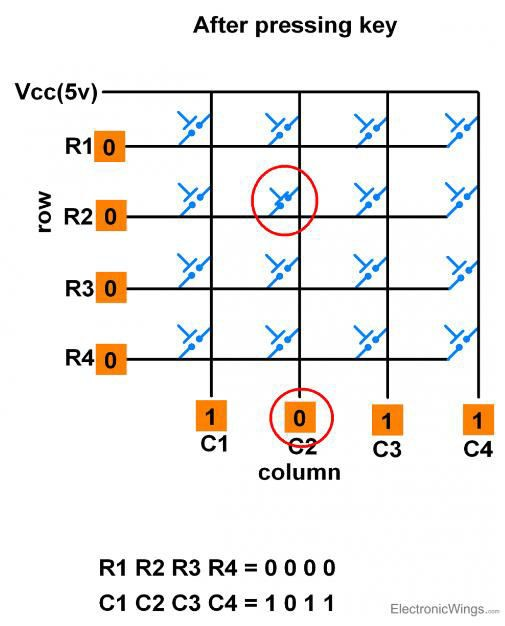 After pressing key
Vcc(5v)
R1 0
row
R2 0
R3 0
R4 0
1 0 1 1
C1 C2 C3 C4
column
R1 R2 R3 R4 = 0 0 0 0
C1 C2 C3 C4 = 1 0 1 1
ElectronicWings.com